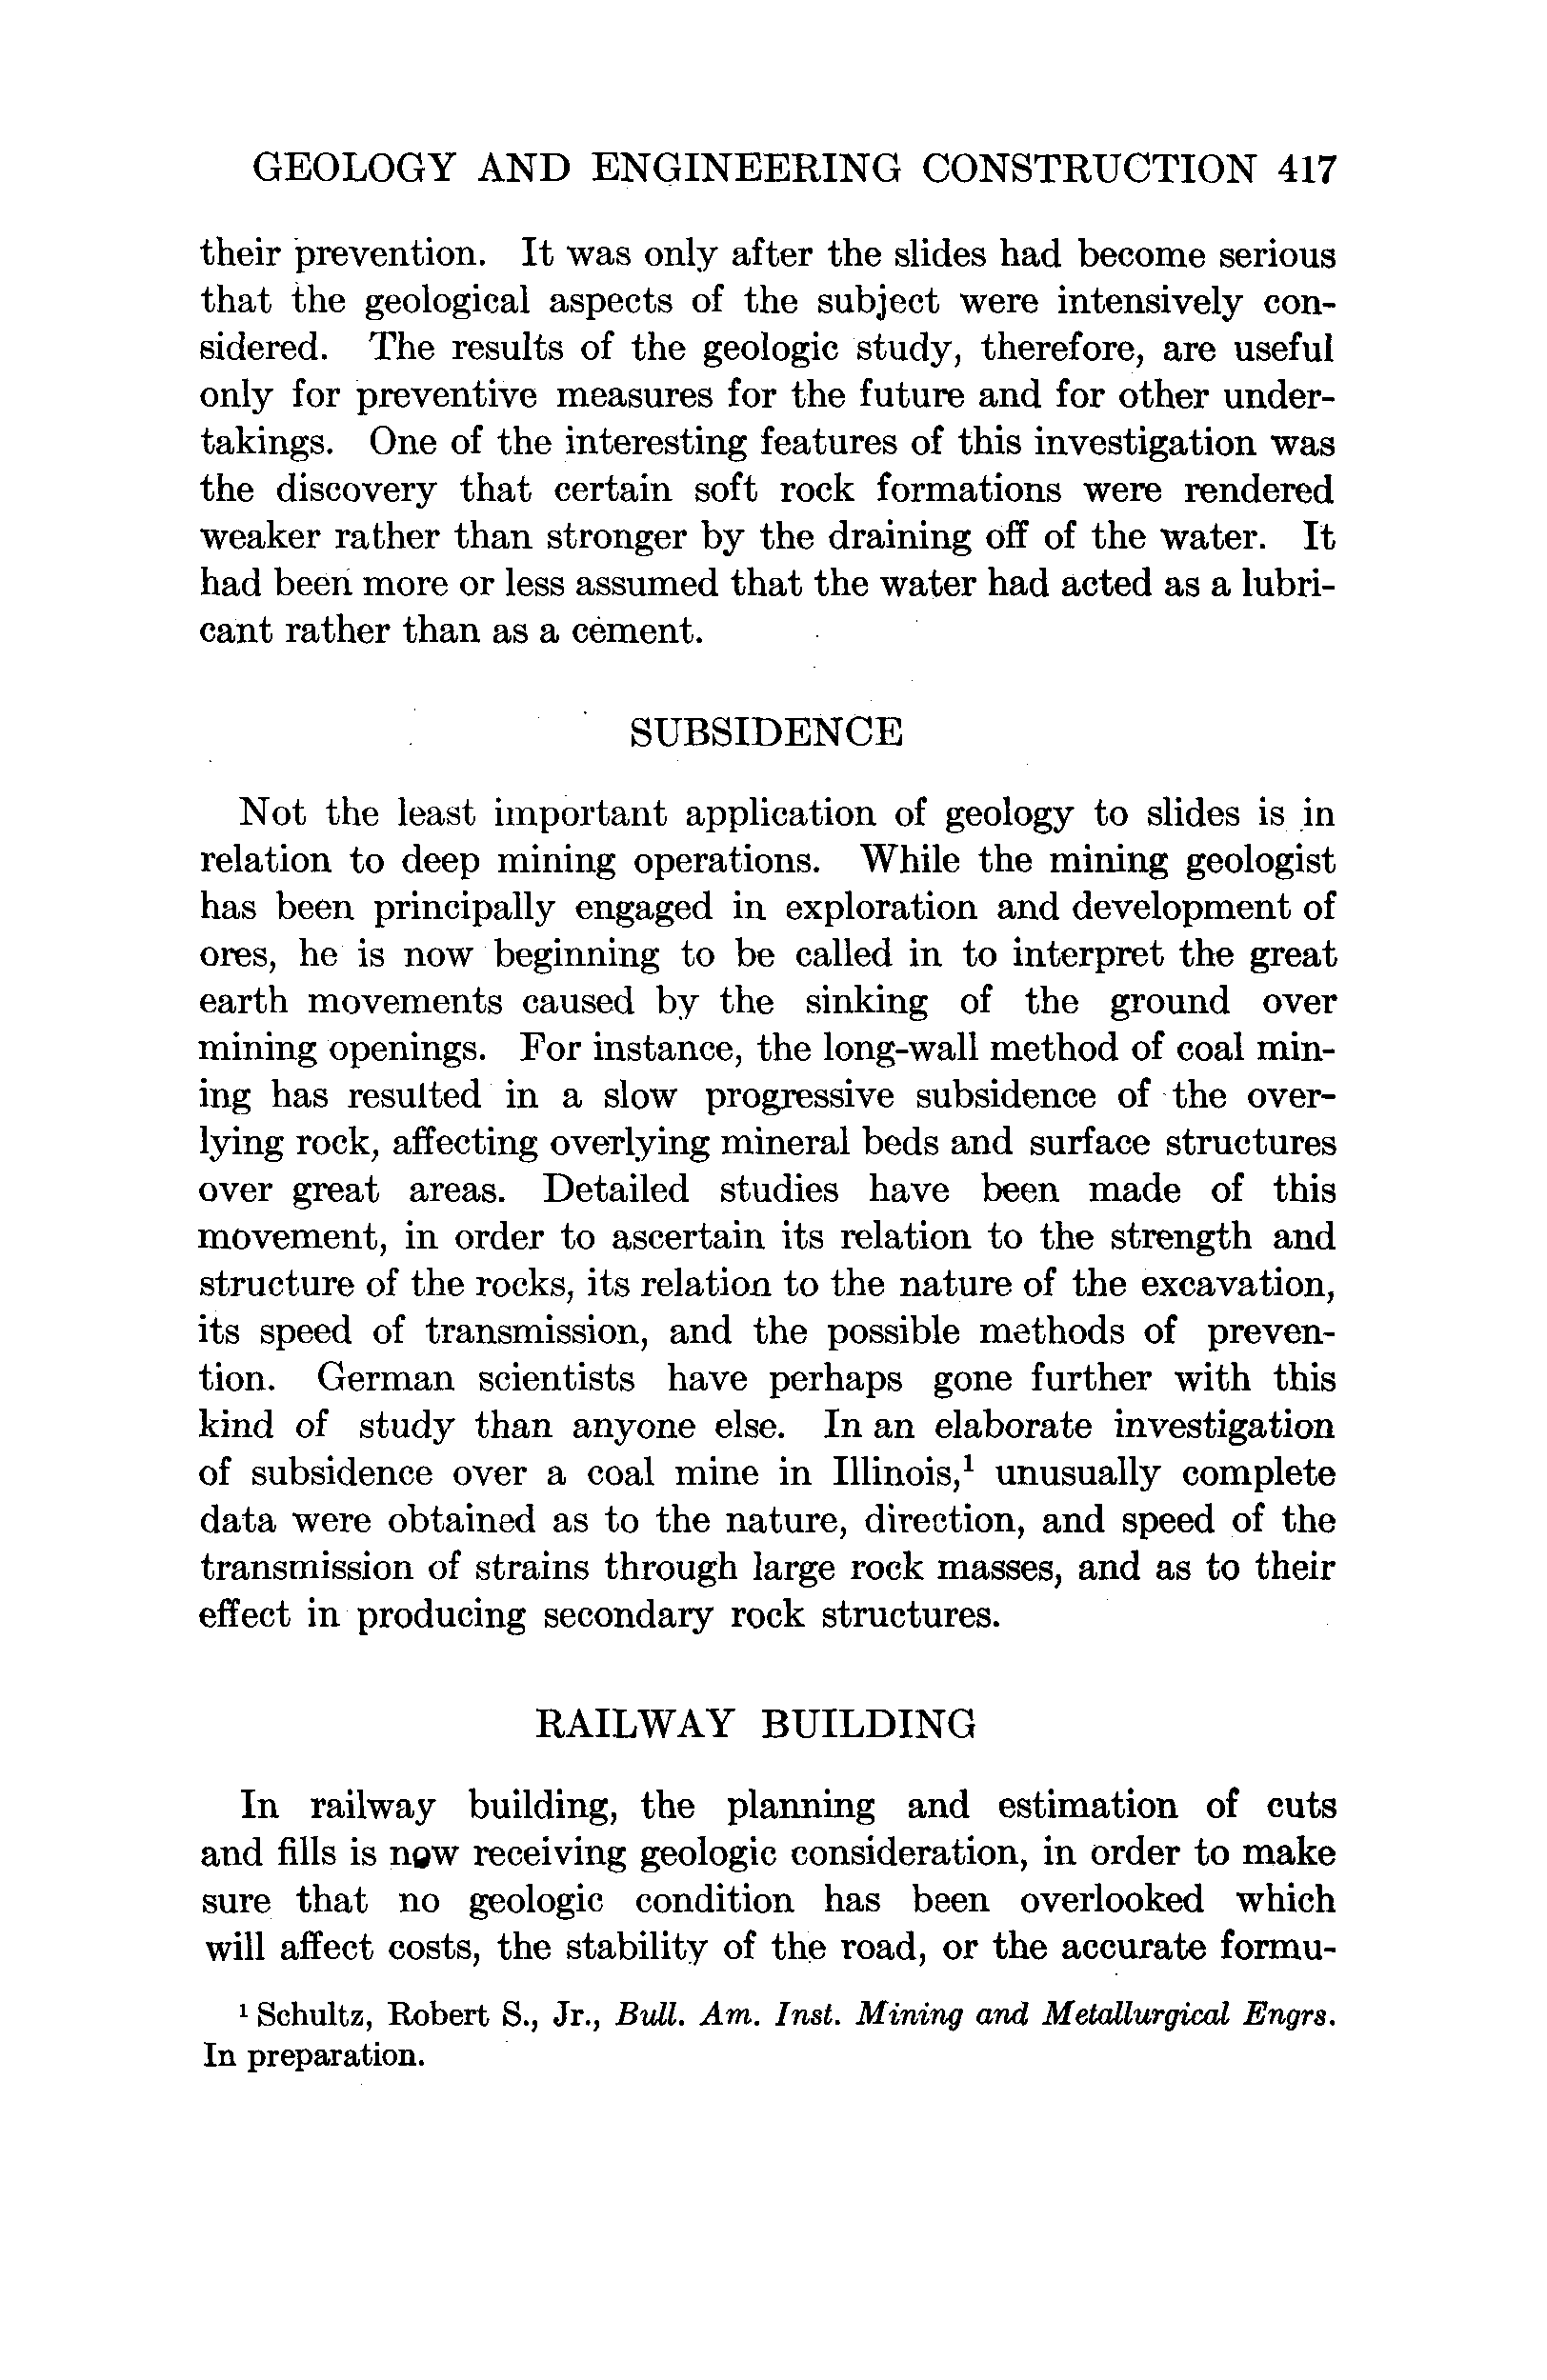 GEOLOGY AND ENGINEERING CONSTRUCTION 417
their prevention. It was only after the slides had become serious
that the geological aspects of the subject were intensively con-
sidered. The results of the geologic study, therefore, are useful
only for preventive measures for the future and for other under-
takings. One of the interesting features of this investigation was
the discovery that certain soft rock formations were rendered
weaker rather than stronger by the draining off of the water. It
had been more or less assumed that the water had acted as a lubri-
cant rather than as a cement.
SUBSIDENCE
Not the least important application of geology to slides is in
relation to deep mining operations. While the mining geologist
has been principally engaged in exploration and development of
ores, he is now beginning to be called in to interpret the great
earth movements caused by the sinking of the ground over
mining openings. For instance, the long-wall method of coal min-
ing has resulted in a slow progressive subsidence of the over-
lying rock, affecting overlying mineral beds and surface structures
over great areas. Detailed studies have been made of this
movement, in order to ascertain its relation to the strength and
structure of the rocks, its relation to the nature of the excavation,
its speed of transmission, and the possible methods of preven-
tion. German scientists have perhaps gone further with this
kind of study than anyone else. In an elaborate investigation
of subsidence over a coal mine in Illinois,¹ unusually complete
data were obtained as to the nature, direction, and speed of the
transmission of strains through large rock masses, and as to their
effect in producing secondary rock structures.
RAILWAY BUILDING
In railway building, the planning and estimation of cuts
and fills is now receiving geologic consideration, in order to make
sure that no geologic condition has been overlooked which
will affect costs, the stability of the road, or the accurate formu-
¹ Schultz, Robert S., Jr., Bull. Am. Inst. Mining and Metallurgical Engrs.
In preparation.